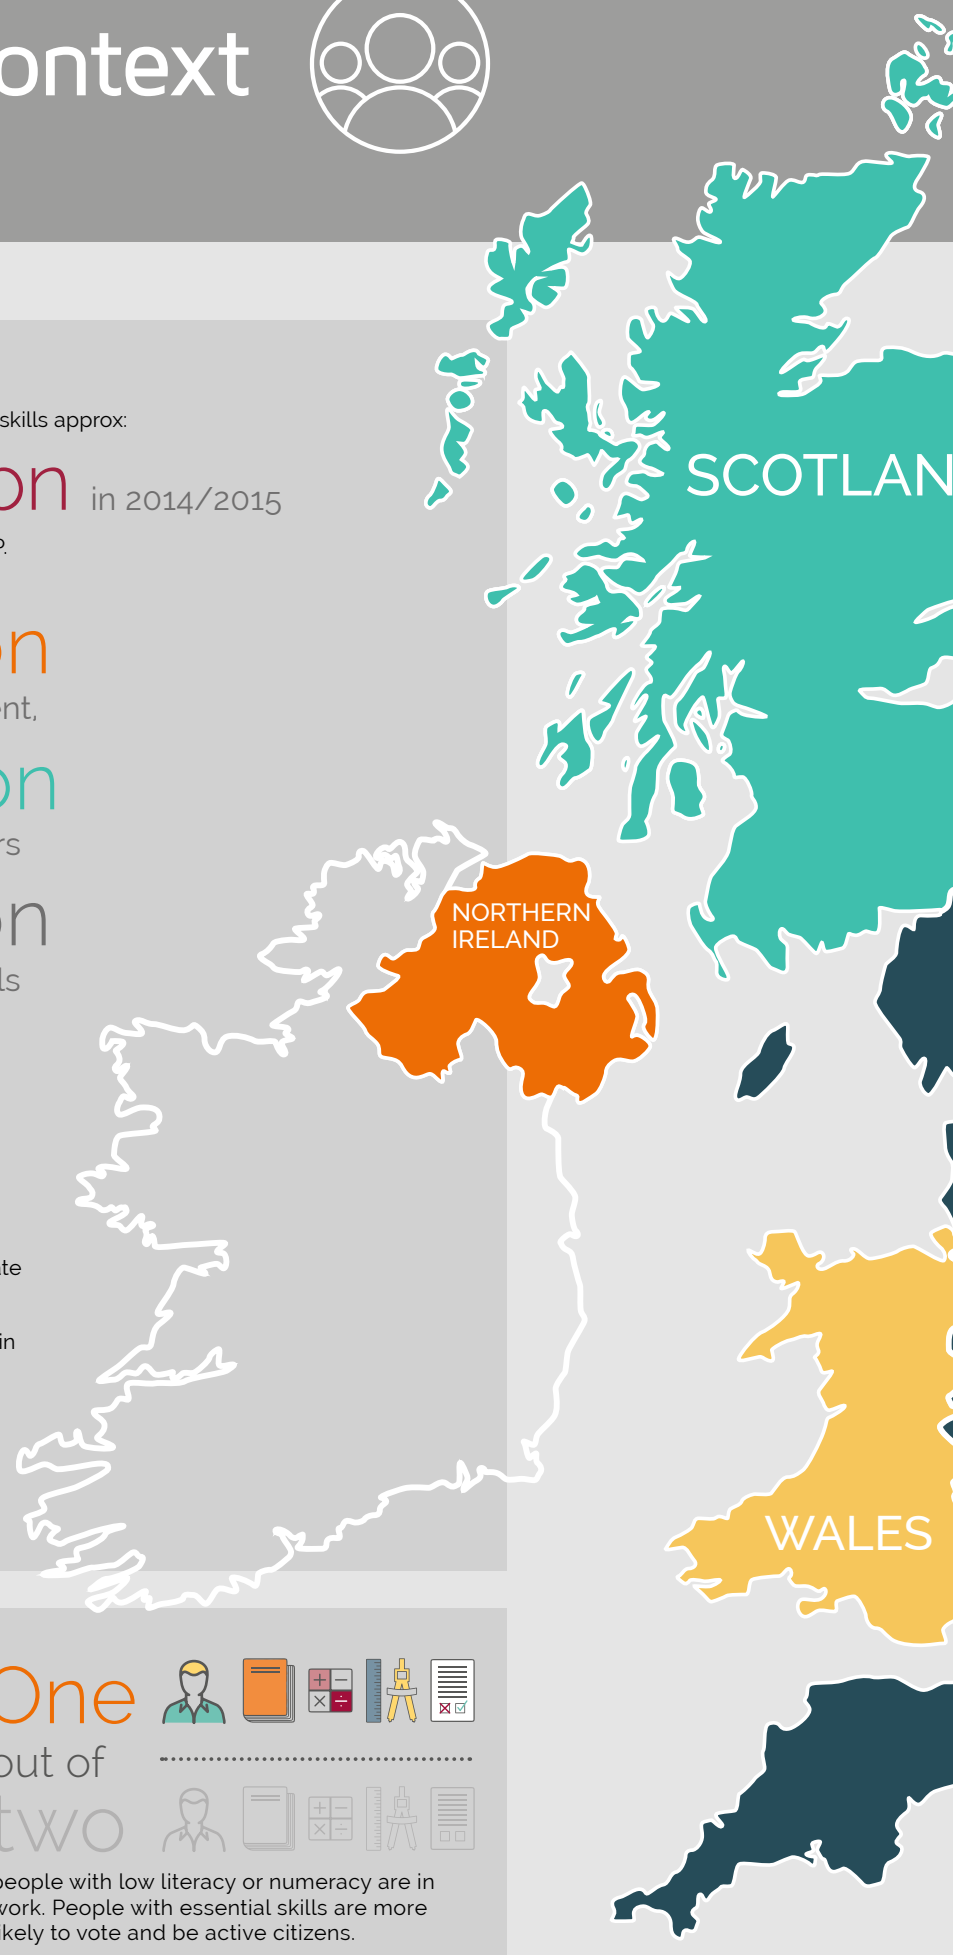 ontext
skills approx:
on in 2014/2015
P.
on
ent,
on
rs
on
ls
SCOTLAN
NORTHERN
IRELAND
ate
in
WALES
One
out of
two
people with low literacy or numeracy are in
work. People with essential skills are more
likely to vote and be active citizens.